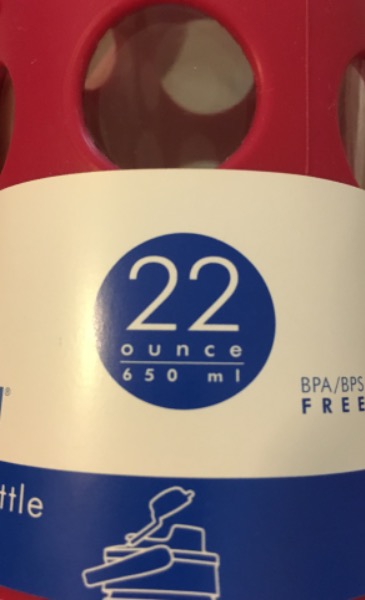 22
ounce
650 ml
BPA/BPS
FREE
®
ttle